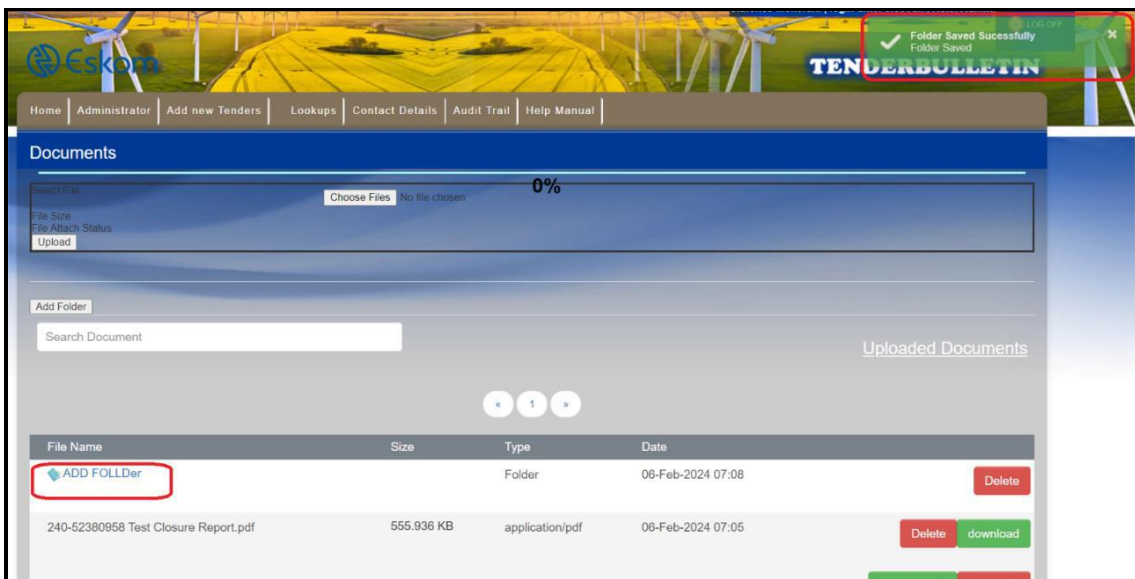 LOG OFF
Folder Saved Sucessfully
Folder Saved
×
Eskom
TENDERBULLETIN
Home Administrator Add new Tenders Lookups Contact Details Audit Trail Help Manual
Documents
Select File Choose Files No file chosen 0%
File Size
File Attach Status
Upload
Add Folder
Search Document
Uploaded Documents
« 1 »
File Name Size Type Date
ADD FOLLDer Folder 06-Feb-2024 07:08 Delete
240-52380958 Test Closure Report.pdf 555.936 KB application/pdf 06-Feb-2024 07:05 Delete download